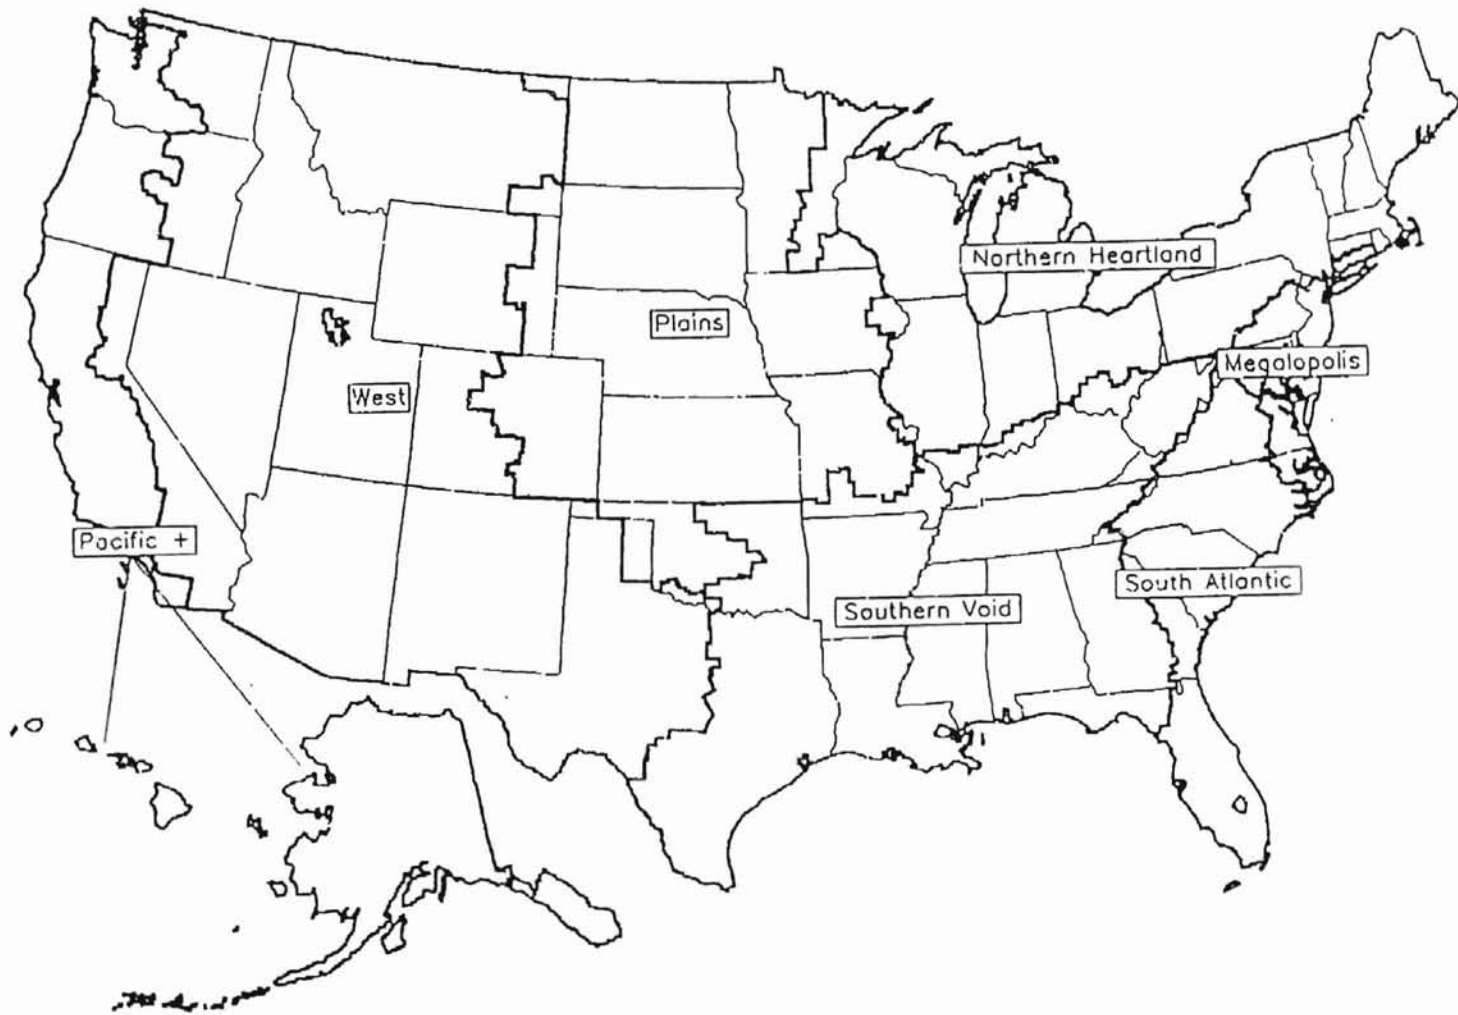 Northern Heartland
Plains
Megalopolis
West
Pacific +
South Atlantic
Southern Void